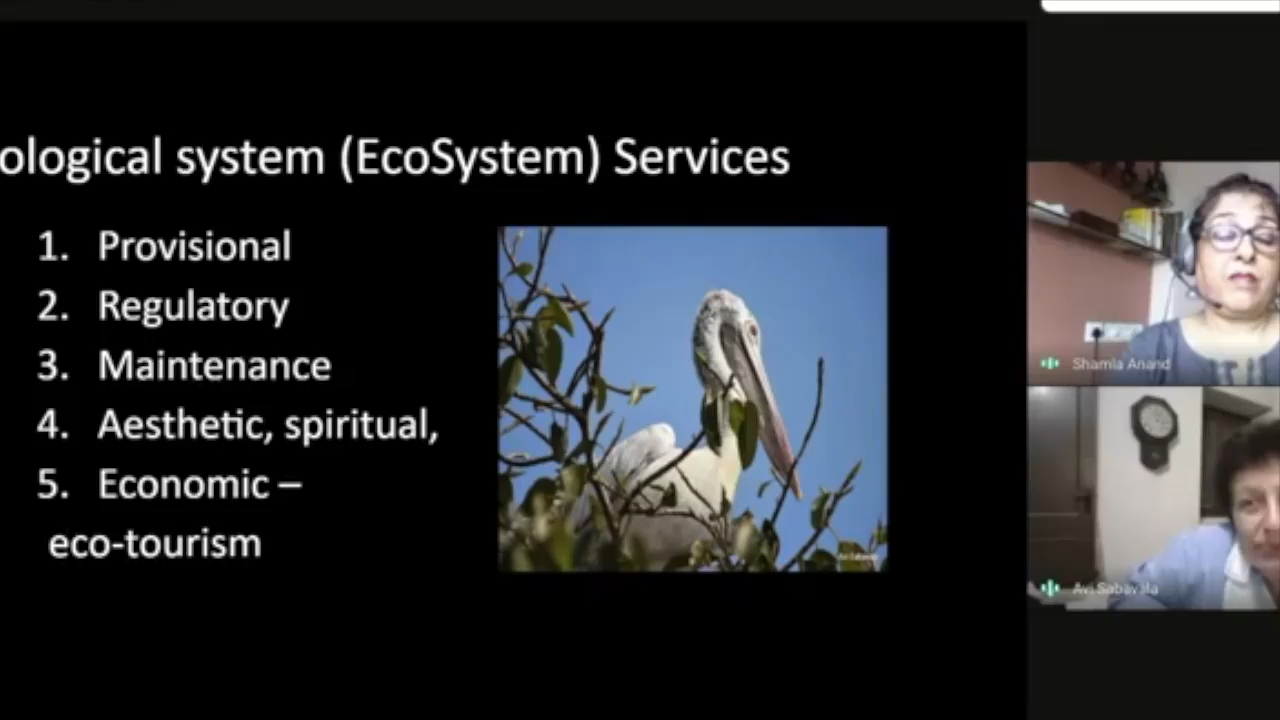 ological system (EcoSystem) Services
1. Provisional
2. Regulatory
3. Maintenance
4. Aesthetic, spiritual,
5. Economic –
eco-tourism
Shamla Anand
Avi Sabavala